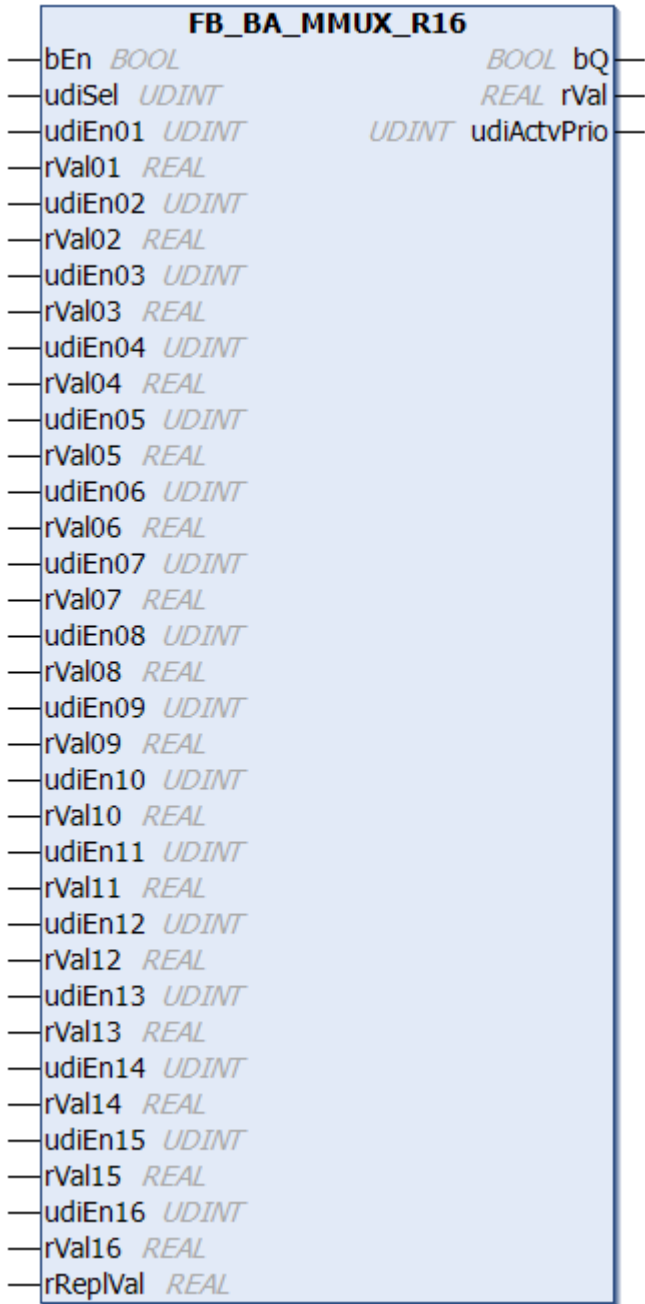 FB_BA_MMUX_R16
bEn BOOL BOOL bQ
udiSel UDINT REAL rVal
udiEn01 UDINT UDINT udiActvPrio
rVal01 REAL
udiEn02 UDINT
rVal02 REAL
udiEn03 UDINT
rVal03 REAL
udiEn04 UDINT
rVal04 REAL
udiEn05 UDINT
rVal05 REAL
udiEn06 UDINT
rVal06 REAL
udiEn07 UDINT
rVal07 REAL
udiEn08 UDINT
rVal08 REAL
udiEn09 UDINT
rVal09 REAL
udiEn10 UDINT
rVal10 REAL
udiEn11 UDINT
rVal11 REAL
udiEn12 UDINT
rVal12 REAL
udiEn13 UDINT
rVal13 REAL
udiEn14 UDINT
rVal14 REAL
udiEn15 UDINT
rVal15 REAL
udiEn16 UDINT
rVal16 REAL
rReplVal REAL